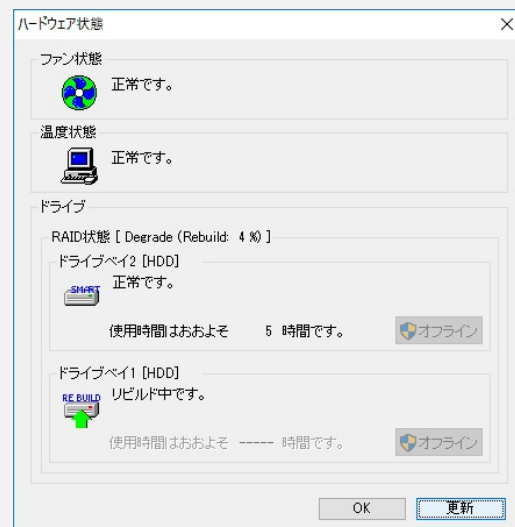 ハードウェア状態
ファン状態
正常です。
温度状態
正常です。
ドライブ
RAID状態 [ Degrade (Rebuild: 4 %) ]
ドライブベイ2 [HDD]
SMART
正常です。
使用時間はおおよそ 5 時間です。
オフライン
ドライブベイ1 [HDD]
RE BUILD
リビルド中です。
使用時間はおおよそ ----- 時間です。
オフライン
OK
更新